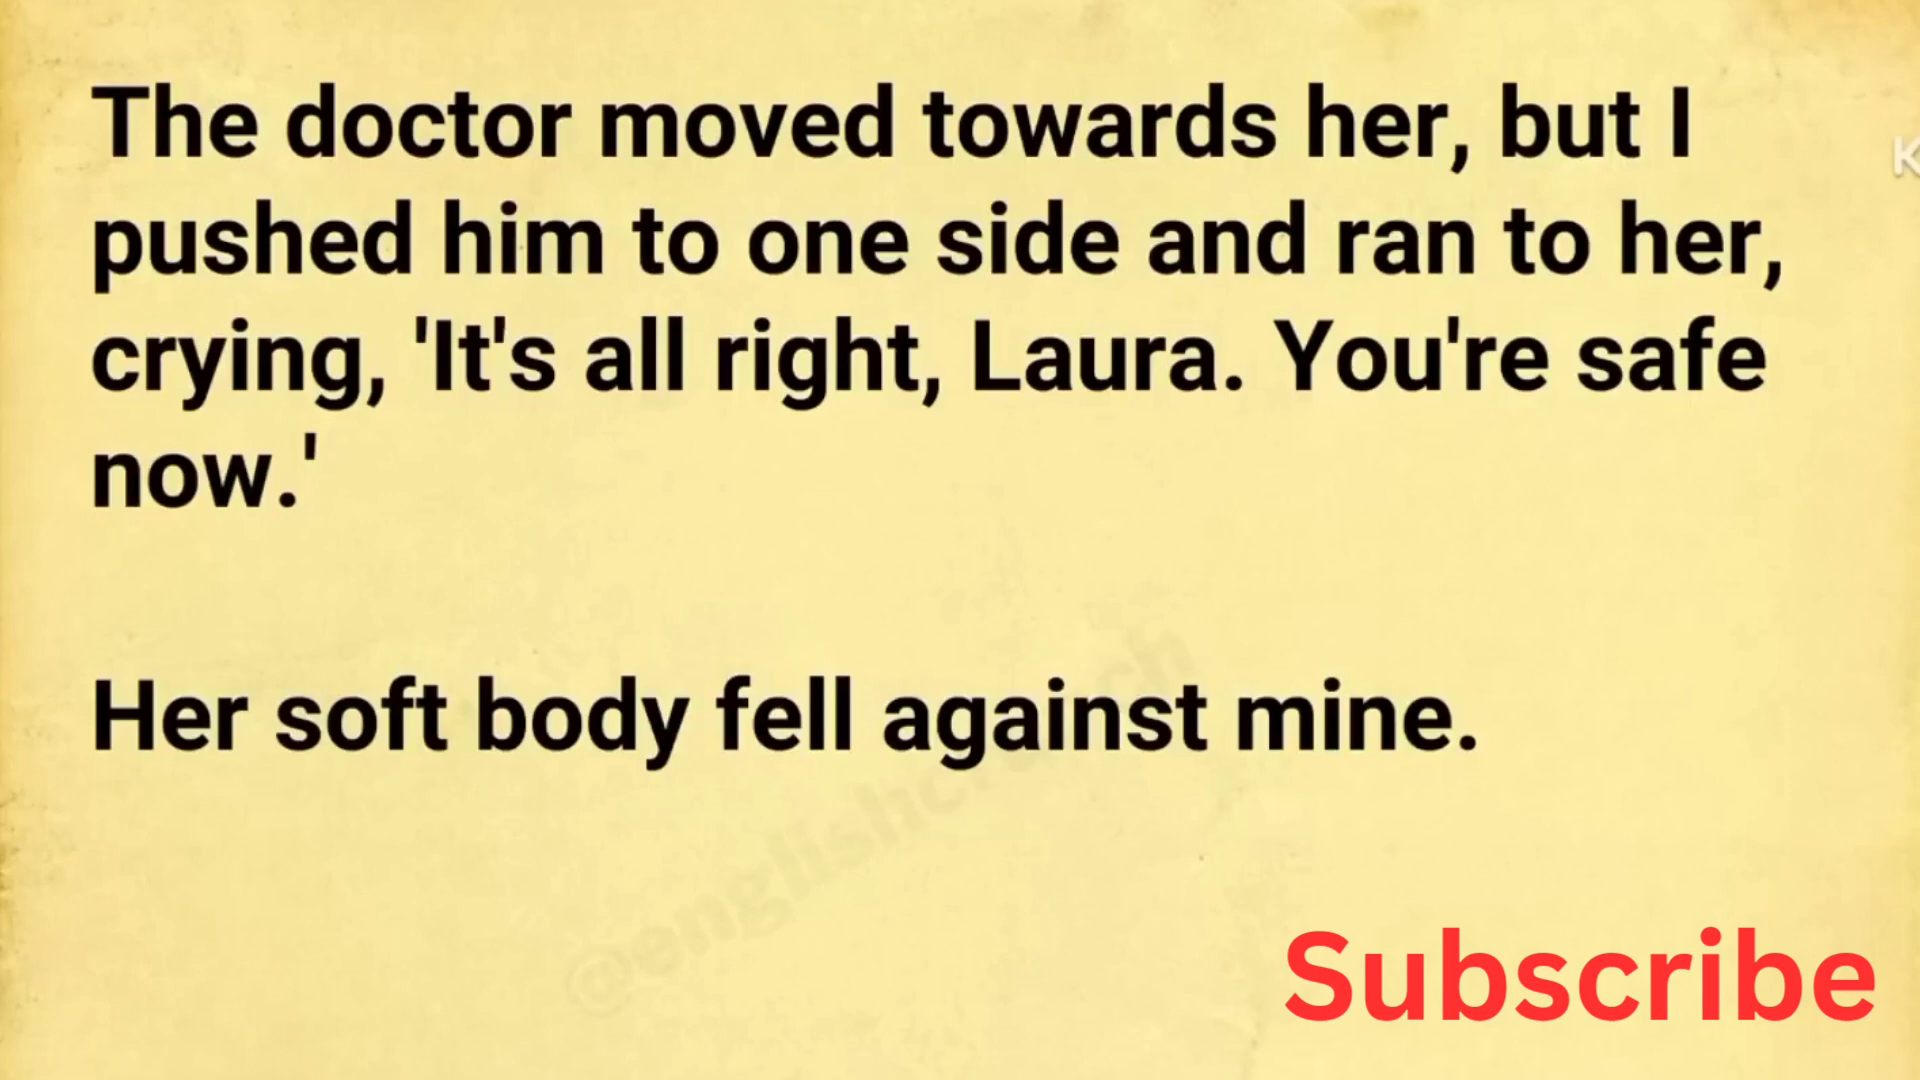 The doctor moved towards her, but I
pushed him to one side and ran to her,
crying, 'It's all right, Laura. You're safe
now.'
Her soft body fell against mine.
Subscribe